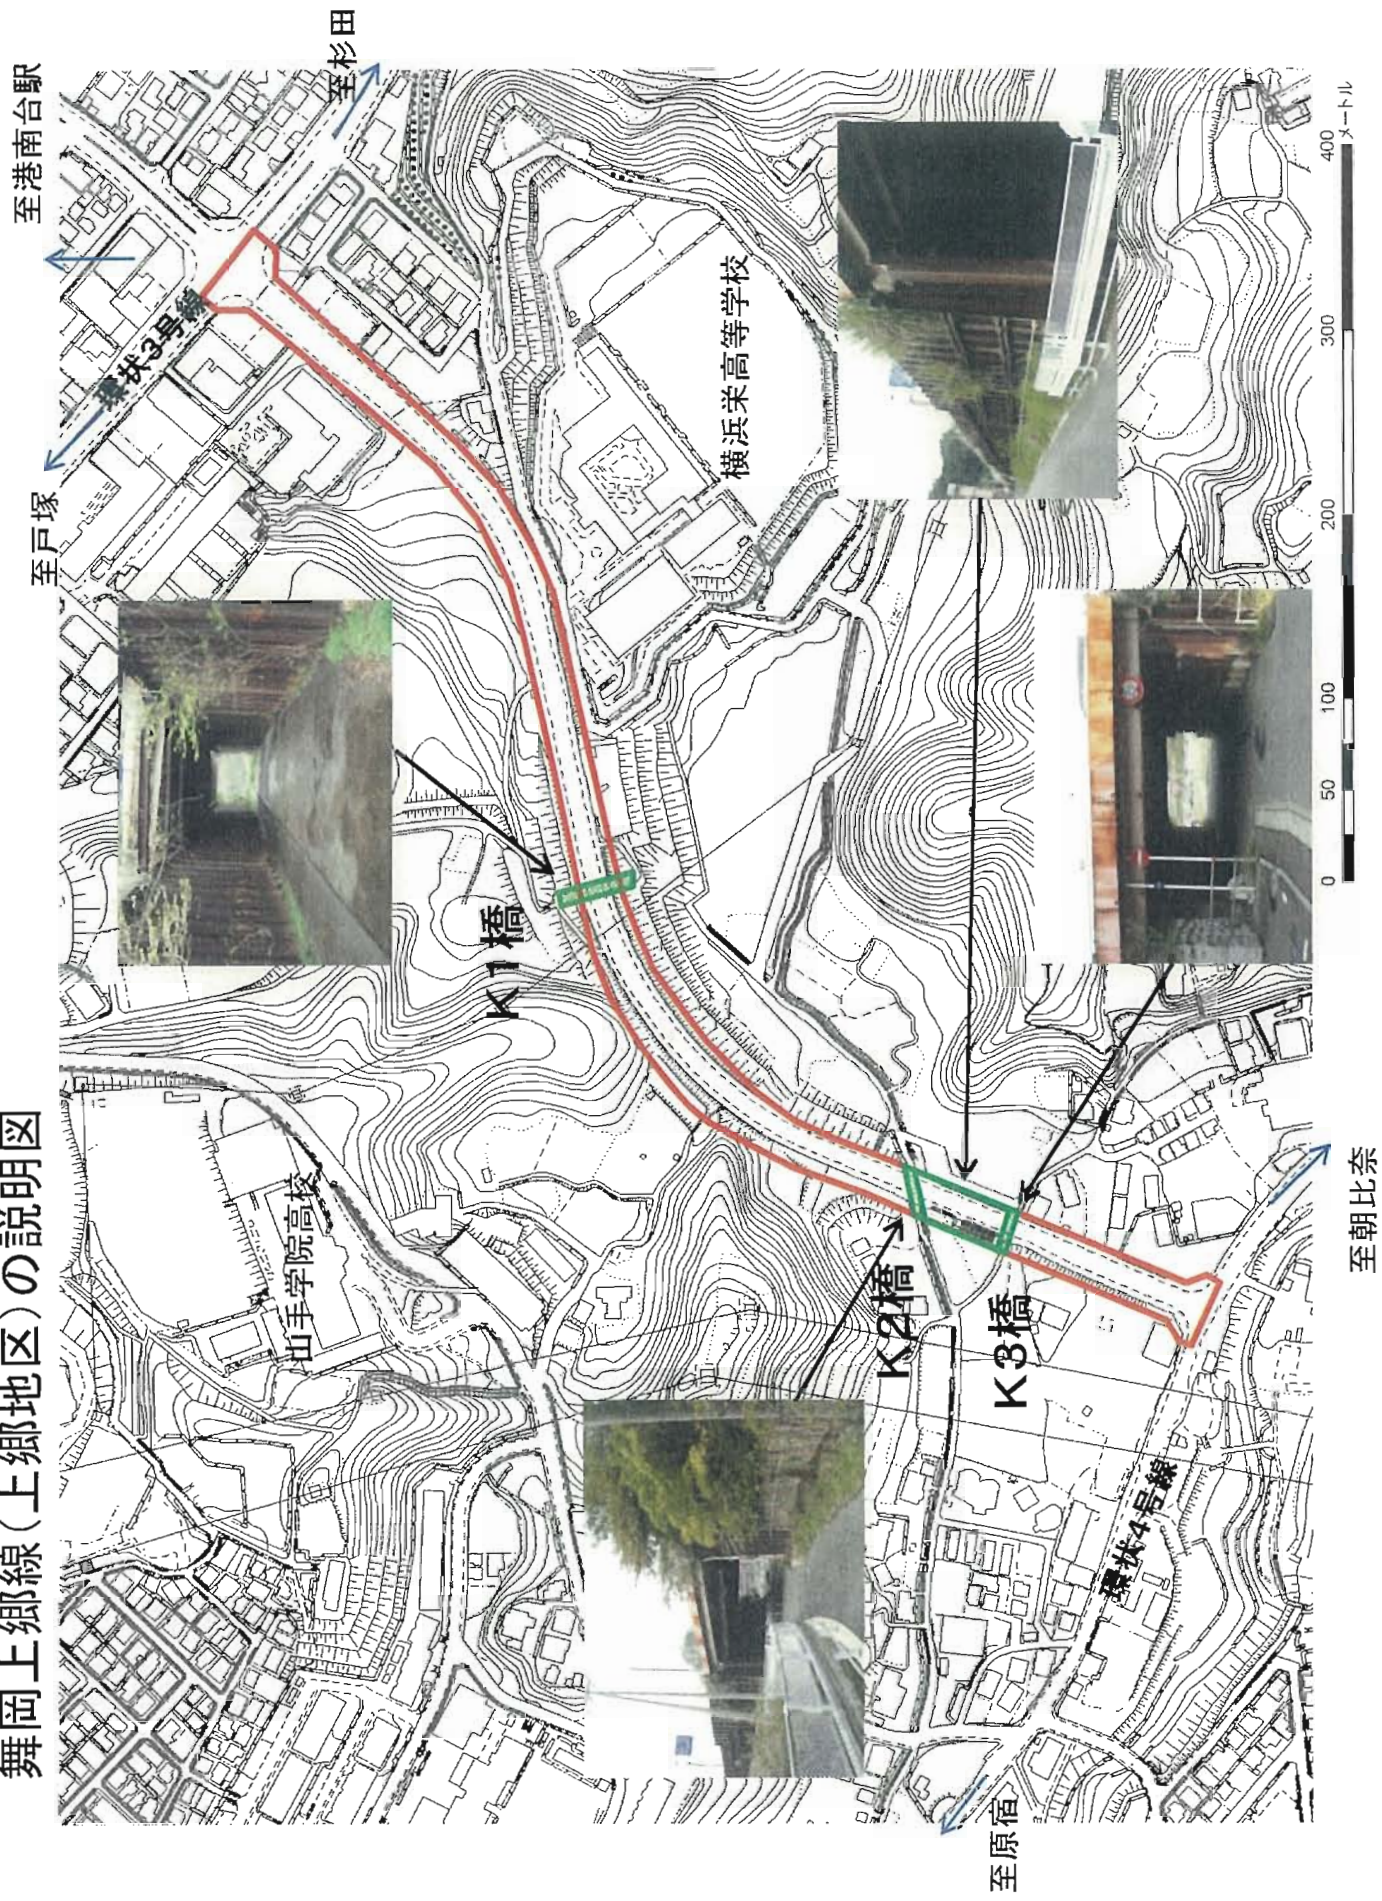 舞岡上郷線（上郷地区）の説明図
至港南台駅
至杉田
環状3号線
至戸塚
横浜栄高等学校
K1橋
山手学院高校
K2橋
K3橋
環状4号線
至朝比奈
至原宿
0 50 100 200 300 400
メートル